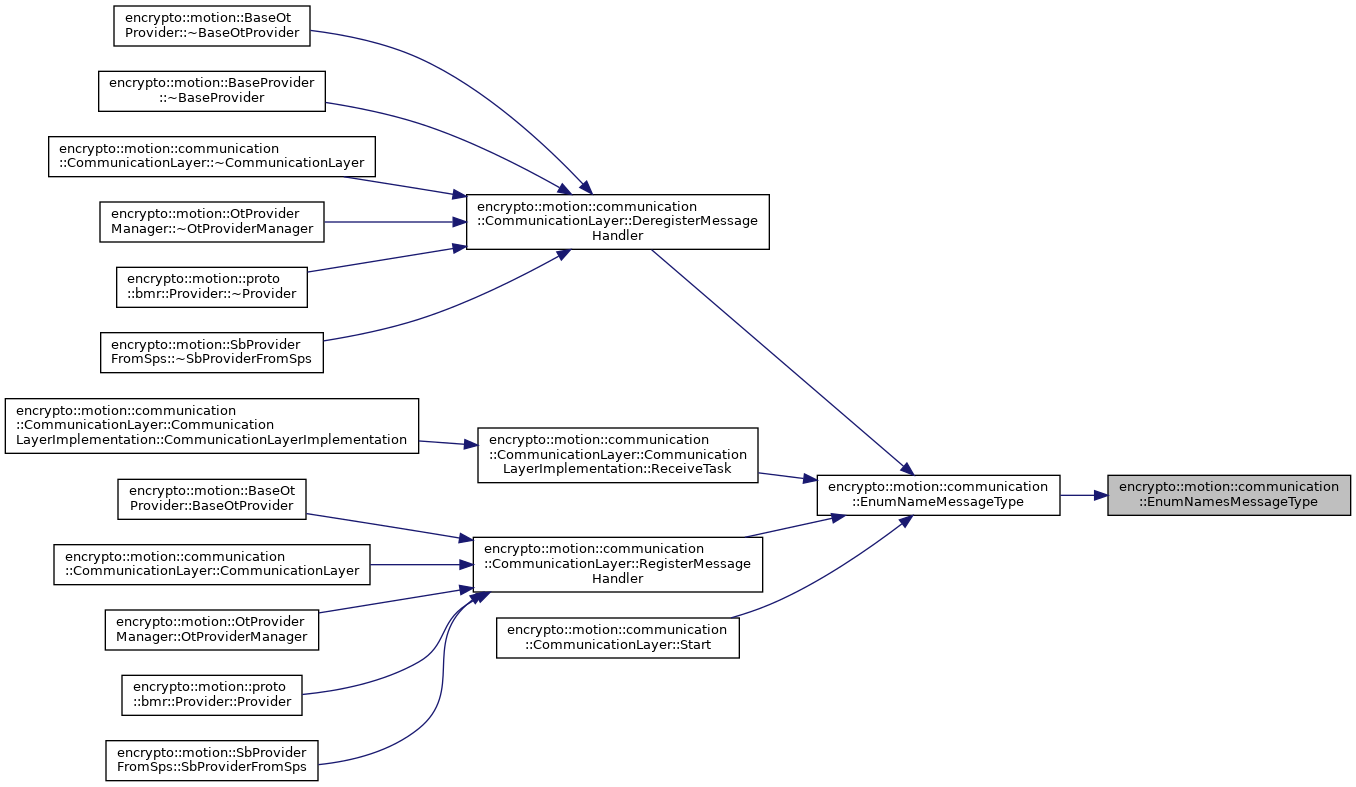 encrypto::motion::BaseOt
Provider::~BaseOtProvider
encrypto::motion::BaseProvider
::~BaseProvider
encrypto::motion::communication
::CommunicationLayer::~CommunicationLayer
encrypto::motion::OtProvider
Manager::~OtProviderManager
encrypto::motion::proto
::bmr::Provider::~Provider
encrypto::motion::SbProvider
FromSps::~SbProviderFromSps
encrypto::motion::communication
::CommunicationLayer::Communication
LayerImplementation::CommunicationLayerImplementation
encrypto::motion::BaseOt
Provider::BaseOtProvider
encrypto::motion::communication
::CommunicationLayer::CommunicationLayer
encrypto::motion::OtProvider
Manager::OtProviderManager
encrypto::motion::proto
::bmr::Provider::Provider
encrypto::motion::SbProvider
FromSps::SbProviderFromSps
encrypto::motion::communication
::CommunicationLayer::DeregisterMessage
Handler
encrypto::motion::communication
::CommunicationLayer::Communication
LayerImplementation::ReceiveTask
encrypto::motion::communication
::CommunicationLayer::RegisterMessage
Handler
encrypto::motion::communication
::CommunicationLayer::Start
encrypto::motion::communication
::EnumNameMessageType
encrypto::motion::communication
::EnumNamesMessageType